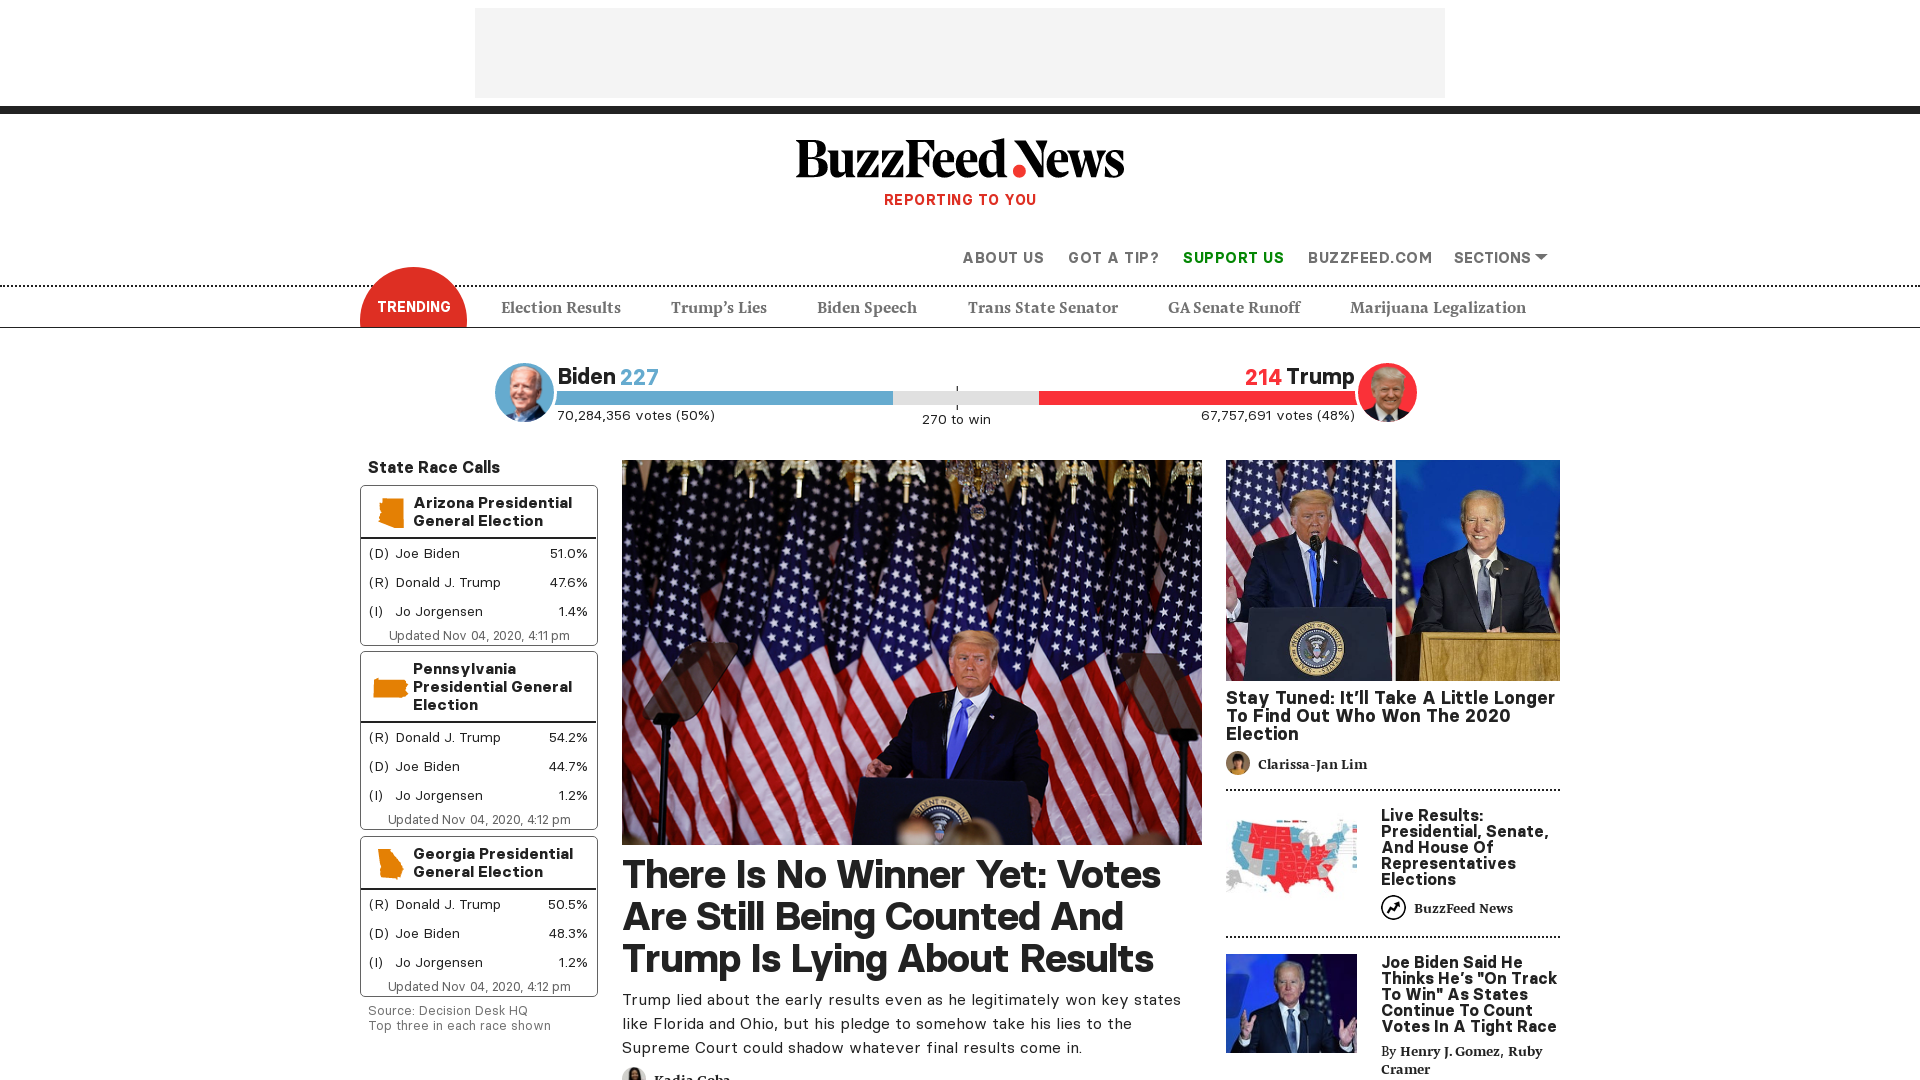 BuzzFeed News
REPORTING TO YOU
ABOUT US
GOT A TIP?
SUPPORT US
BUZZFEED.COM
SECTIONS
TRENDING
Election Results
Trump's Lies
Biden Speech
Trans State Senator
GA Senate Runoff
Marijuana Legalization
Biden 227
214 Trump
70,284,356 votes (50%)
270 to win
67,757,691 votes (48%)
State Race Calls
Arizona Presidential
General Election
(D) Joe Biden 51.0%
(R) Donald J. Trump 47.6%
(I) Jo Jorgensen 1.4%
Updated Nov 04, 2020, 4:11 pm
Pennsylvania
Presidential General
Election
(R) Donald J. Trump 54.2%
(D) Joe Biden 44.7%
(I) Jo Jorgensen 1.2%
Updated Nov 04, 2020, 4:12 pm
Georgia Presidential
General Election
(R) Donald J. Trump 50.5%
(D) Joe Biden 48.3%
(I) Jo Jorgensen 1.2%
Updated Nov 04, 2020, 4:12 pm
Source: Decision Desk HQ
Top three in each race shown
There Is No Winner Yet: Votes
Are Still Being Counted And
Trump Is Lying About Results
Trump lied about the early results even as he legitimately won key states
like Florida and Ohio, but his pledge to somehow take his lies to the
Supreme Court could shadow whatever final results come in.
Kadia Goba
Stay Tuned: It'll Take A Little Longer
To Find Out Who Won The 2020
Election
Clarissa-Jan Lim
Live Results:
Presidential, Senate,
And House Of
Representatives
Elections
BuzzFeed News
Joe Biden Said He
Thinks He's "On Track
To Win" As States
Continue To Count
Votes In A Tight Race
By Henry J. Gomez, Ruby
Cramer